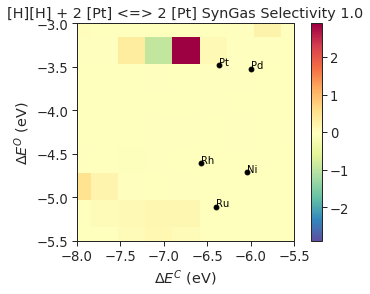 [H][H] + 2 [Pt] <=> 2 [Pt] SynGas Selectivity 1.0
−3.0
−3.5
−4.0
−4.5
−5.0
−5.5
ΔE^O (eV)
Pt
Pd
Rh
Ni
Ru
−8.0 −7.5 −7.0 −6.5 −6.0 −5.5
ΔE^C (eV)
2
1
0
−1
−2